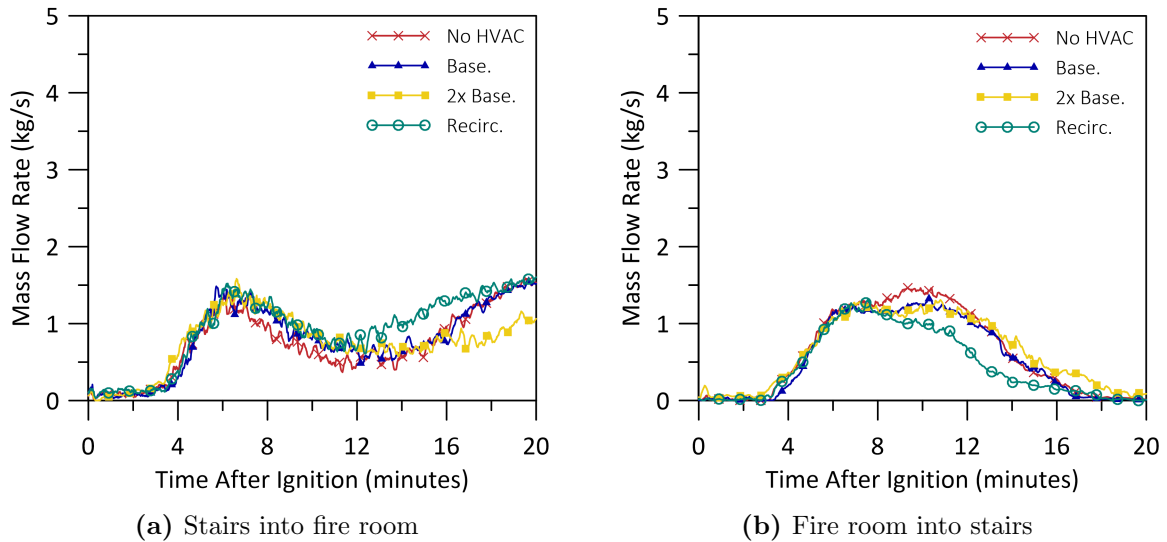 5
4
3
2
1
0
Mass Flow Rate (kg/s)
No HVAC
Base.
2x Base.
Recirc.
0 4 8 12 16 20
Time After Ignition (minutes)
(a) Stairs into fire room
5
4
3
2
1
0
Mass Flow Rate (kg/s)
No HVAC
Base.
2x Base.
Recirc.
0 4 8 12 16 20
Time After Ignition (minutes)
(b) Fire room into stairs